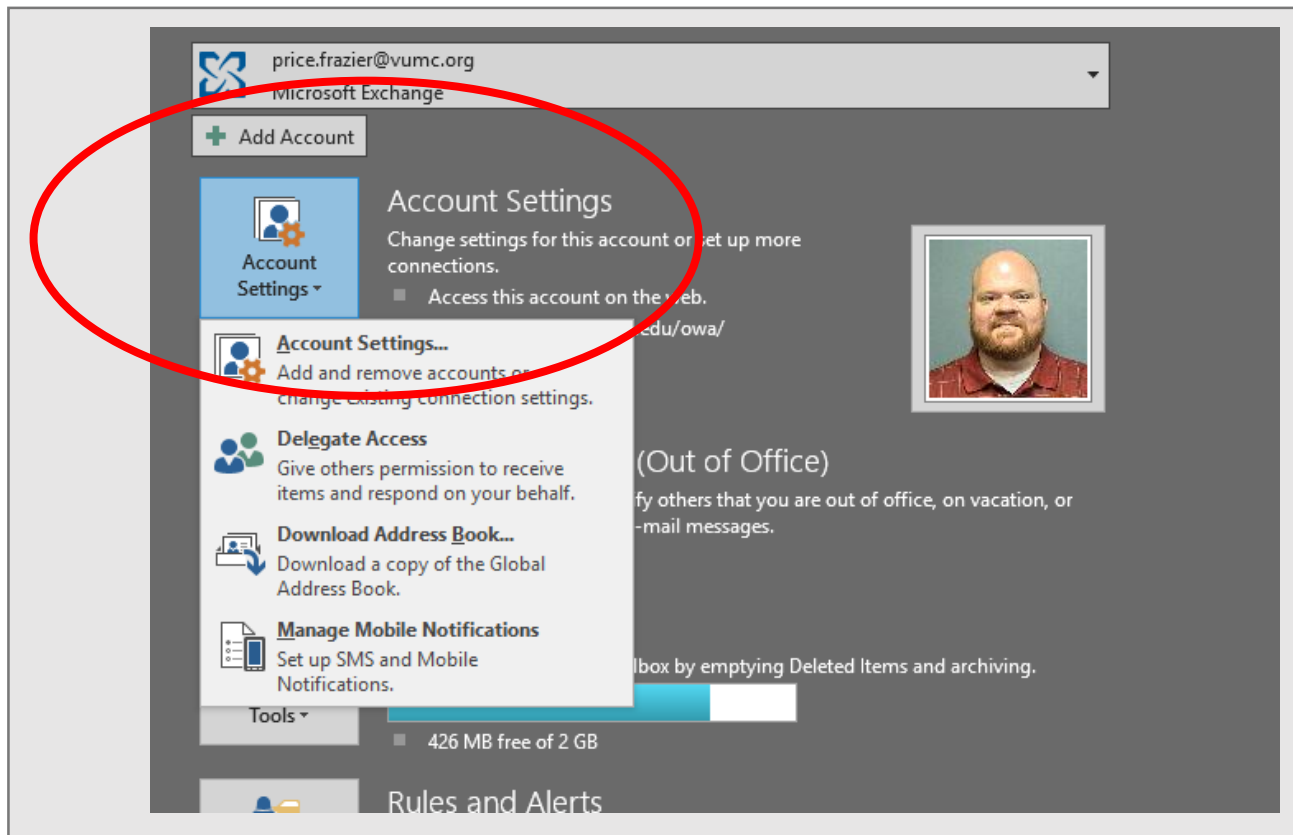 price.frazier@vumc.org
Microsoft Exchange
Add Account
Account
Settings
Account Settings
Change settings for this account or set up more
connections.
Access this account on the web.
edu/owa/
Account Settings...
Add and remove accounts or
change existing connection settings.
Delegate Access
Give others permission to receive
items and respond on your behalf.
Download Address Book...
Download a copy of the Global
Address Book.
Manage Mobile Notifications
Set up SMS and Mobile
Notifications.
(Out of Office)
fy others that you are out of office, on vacation, or
-mail messages.
lbox by emptying Deleted Items and archiving.
Tools
426 MB free of 2 GB
Rules and Alerts